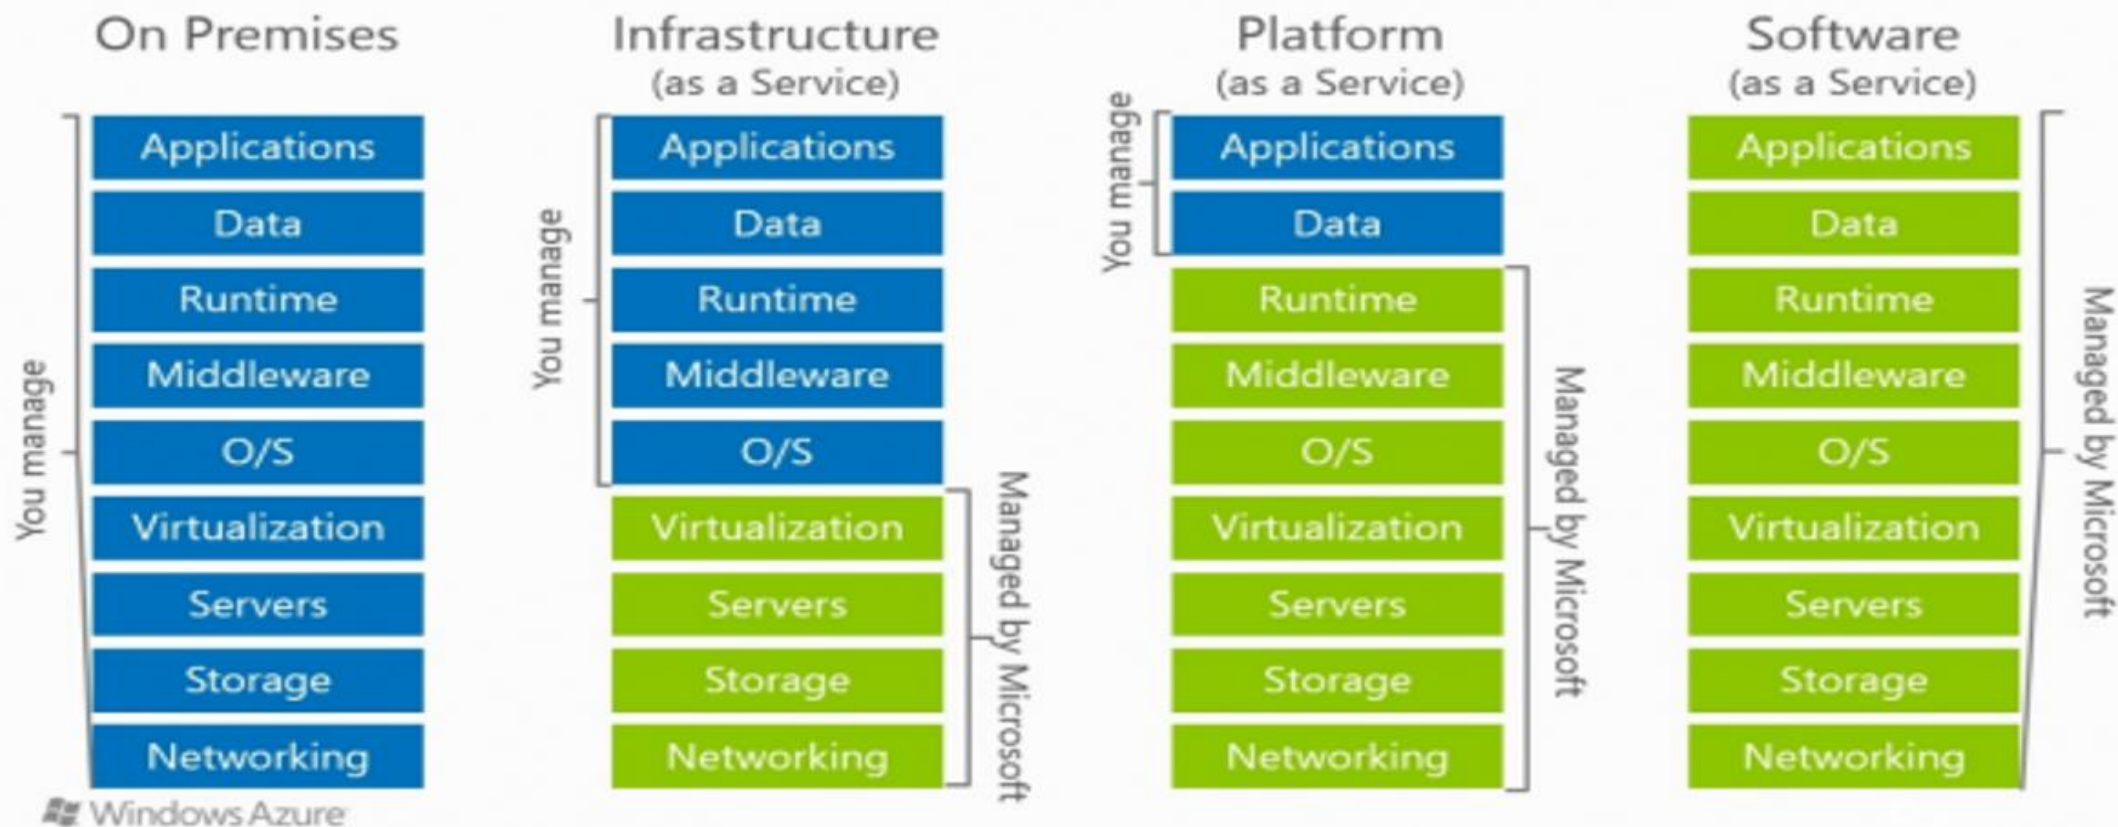 On Premises
You manage
Applications
Data
Runtime
Middleware
O/S
Virtualization
Servers
Storage
Networking
Infrastructure
(as a Service)
You manage
Applications
Data
Runtime
Middleware
O/S
Virtualization
Servers
Storage
Networking
Managed by Microsoft
Platform
(as a Service)
You manage
Applications
Data
Runtime
Middleware
O/S
Virtualization
Servers
Storage
Networking
Managed by Microsoft
Software
(as a Service)
Applications
Data
Runtime
Middleware
O/S
Virtualization
Servers
Storage
Networking
Managed by Microsoft
Windows Azure